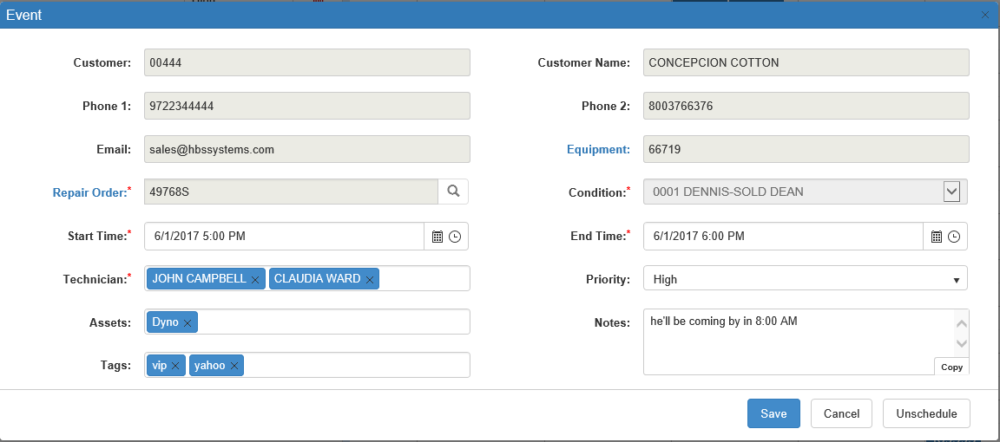 Event ×
Customer: 00444 Customer Name: CONCEPCION COTTON
Phone 1: 9722344444 Phone 2: 8003766376
Email: sales@hbssystems.com Equipment: 66719
Repair Order:* 49768S Condition:* 0001 DENNIS-SOLD DEAN
Start Time:* 6/1/2017 5:00 PM End Time:* 6/1/2017 6:00 PM
Technician:* JOHN CAMPBELL × CLAUDIA WARD × Priority: High
Assets: Dyno × Notes: he'll be coming by in 8:00 AM
Tags: vip × yahoo × Copy
Save Cancel Unschedule